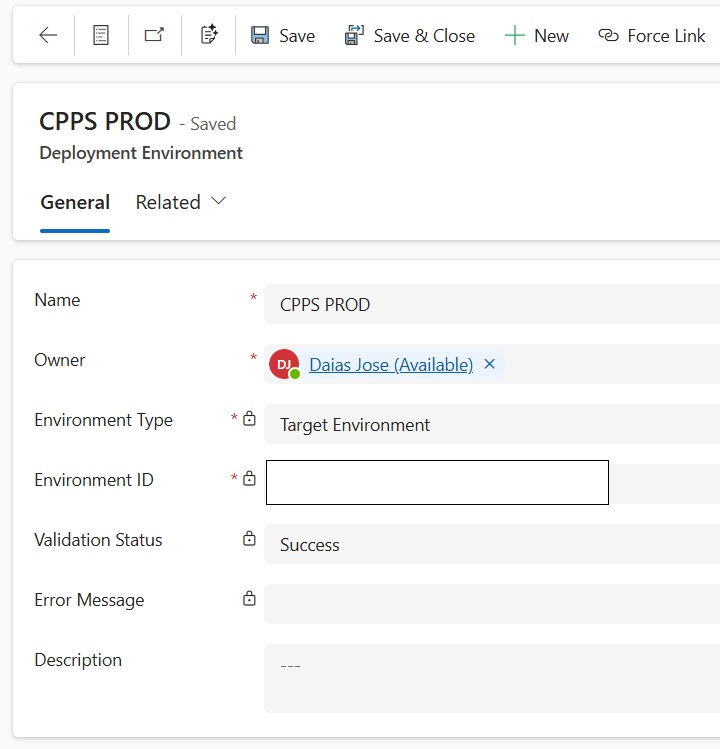 Save
Save & Close
New
Force Link
CPPS PROD - Saved
Deployment Environment
General
Related
Name * CPPS PROD
Owner * DJ Daias Jose (Available)
Environment Type * Target Environment
Environment ID *
Validation Status Success
Error Message
Description ---